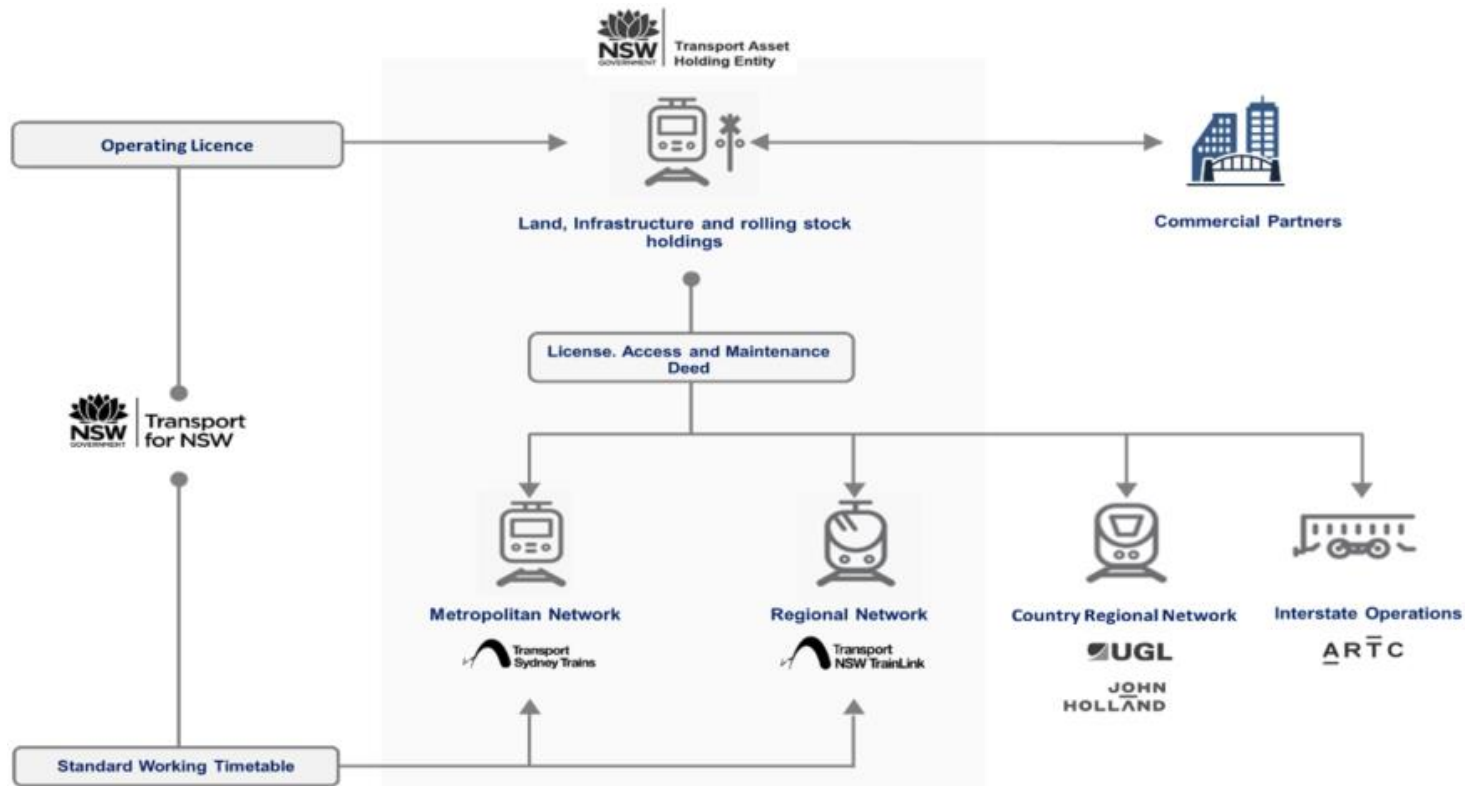 NSW
GOVERNMENT
Transport Asset
Holding Entity
Operating Licence
Land, Infrastructure and rolling stock
holdings
Commercial Partners
License. Access and Maintenance
Deed
NSW
GOVERNMENT
Transport
for NSW
Metropolitan Network
Transport
Sydney Trains
Regional Network
Transport
NSW TrainLink
Country Regional Network
UGL
JOHN
HOLLAND
Interstate Operations
ARTC
Standard Working Timetable